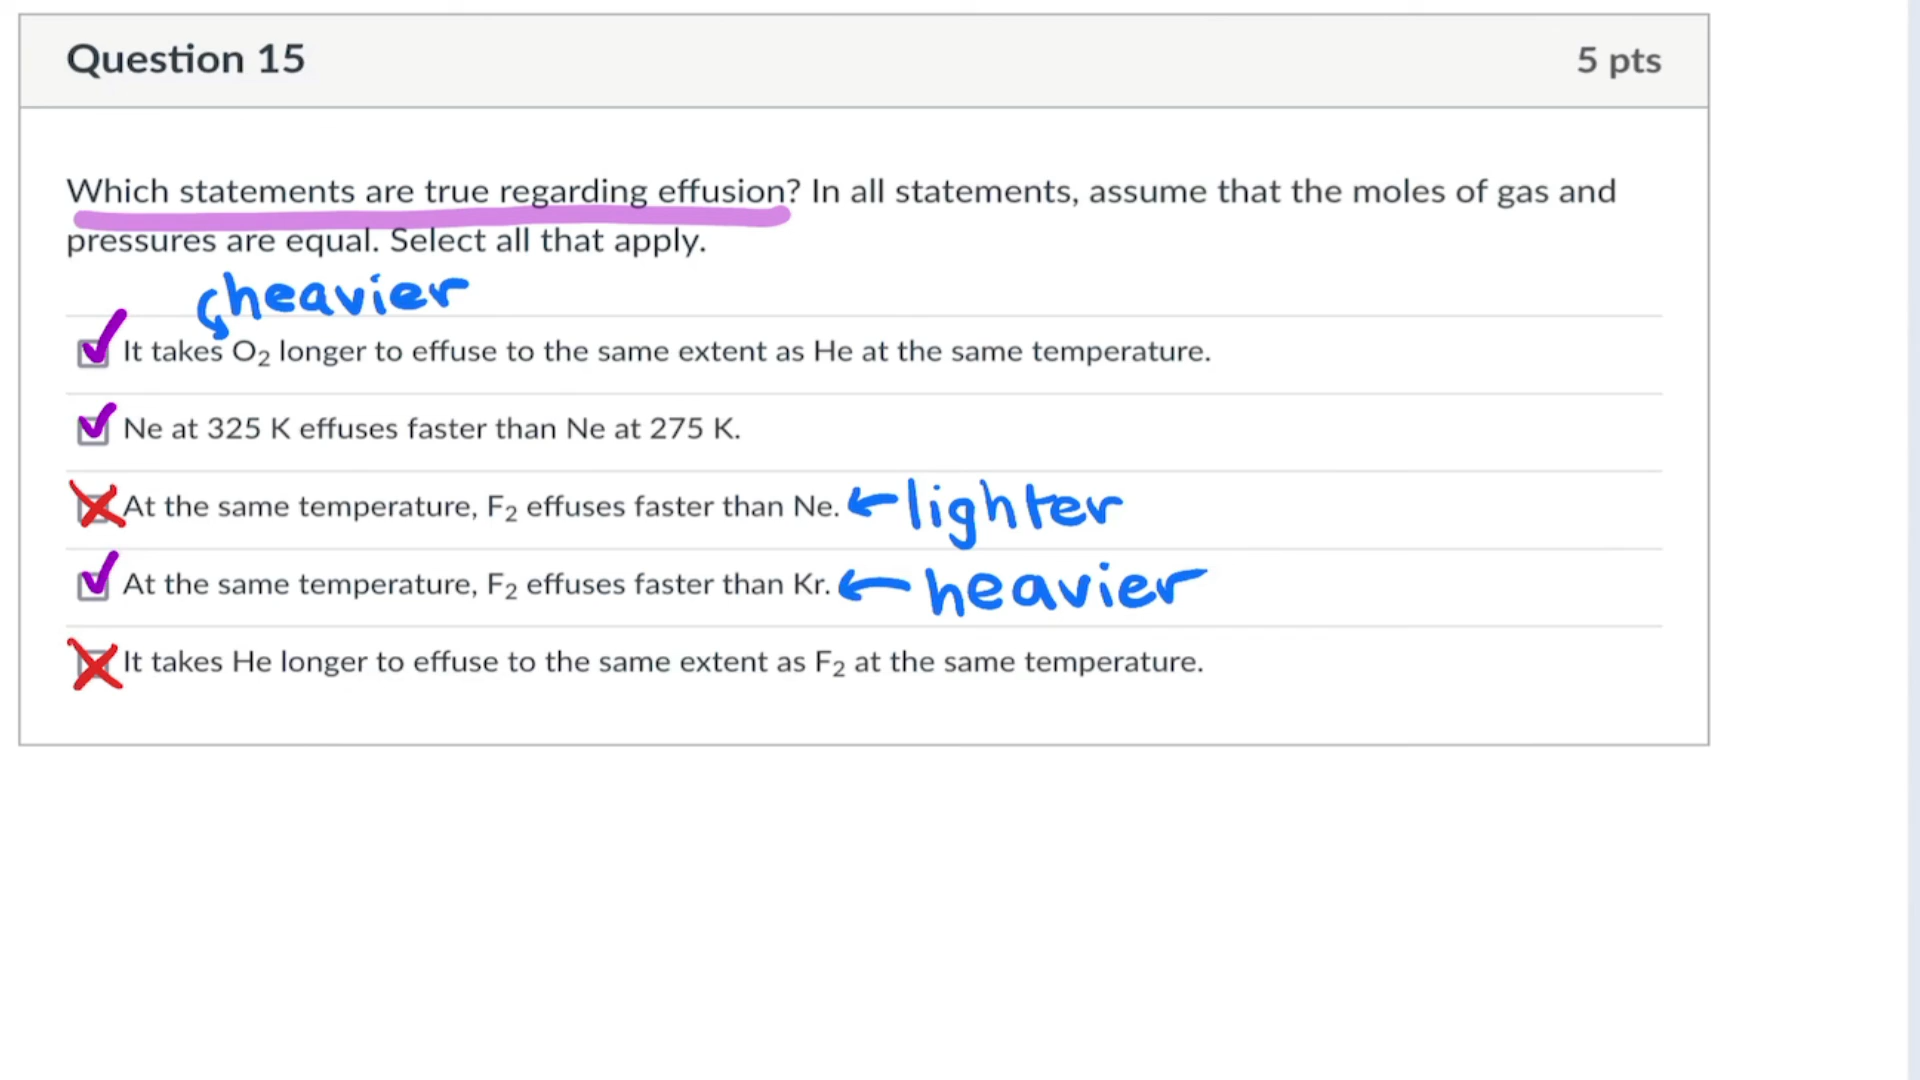 Question 15
5 pts
Which statements are true regarding effusion? In all statements, assume that the moles of gas and
pressures are equal. Select all that apply.
heavier
It takes O₂ longer to effuse to the same extent as He at the same temperature.
Ne at 325 K effuses faster than Ne at 275 K.
At the same temperature, F₂ effuses faster than Ne. ← lighter
At the same temperature, F₂ effuses faster than Kr. ← heavier
It takes He longer to effuse to the same extent as F₂ at the same temperature.